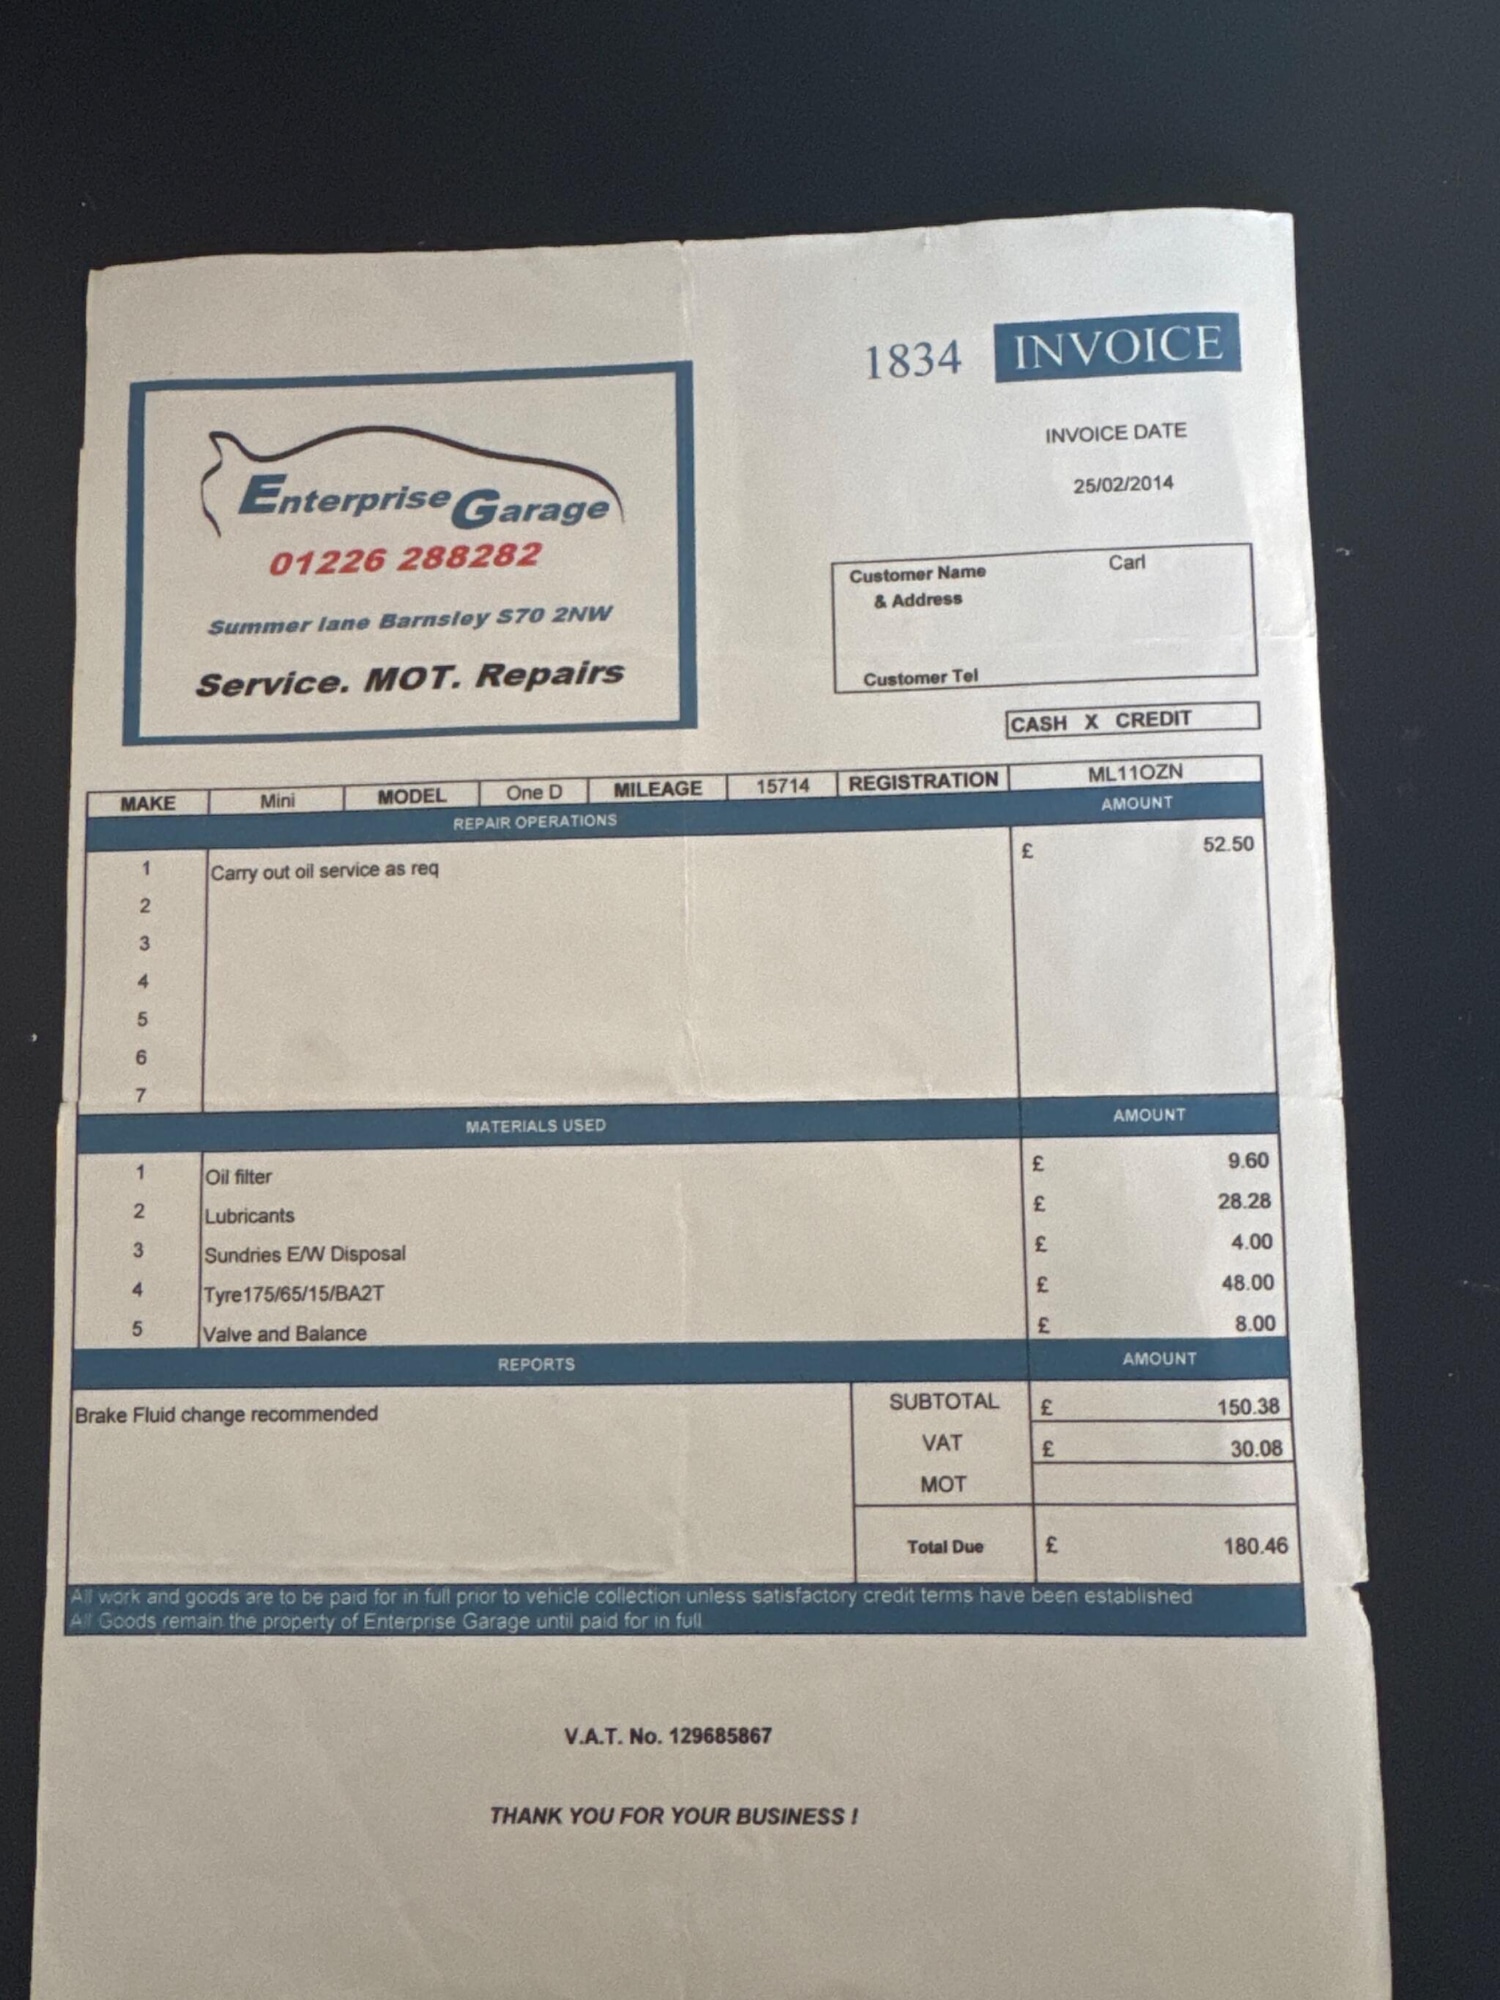 1834 INVOICE
INVOICE DATE
25/02/2014
Enterprise Garage
01226 288282
Summer lane Barnsley S70 2NW
Service. MOT. Repairs
Customer Name Carl
& Address
Customer Tel
CASH X CREDIT
MAKE Mini MODEL One D MILEAGE 15714 REGISTRATION ML11OZN
REPAIR OPERATIONS AMOUNT
1 Carry out oil service as req £ 52.50
2
3
4
5
6
7
MATERIALS USED AMOUNT
1 Oil filter £ 9.60
2 Lubricants £ 28.28
3 Sundries E/W Disposal £ 4.00
4 Tyre175/65/15/BA2T £ 48.00
5 Valve and Balance £ 8.00
REPORTS AMOUNT
Brake Fluid change recommended SUBTOTAL £ 150.38
VAT £ 30.08
MOT
Total Due £ 180.46
All work and goods are to be paid for in full prior to vehicle collection unless satisfactory credit terms have been established
All Goods remain the property of Enterprise Garage until paid for in full
V.A.T. No. 129685867
THANK YOU FOR YOUR BUSINESS !